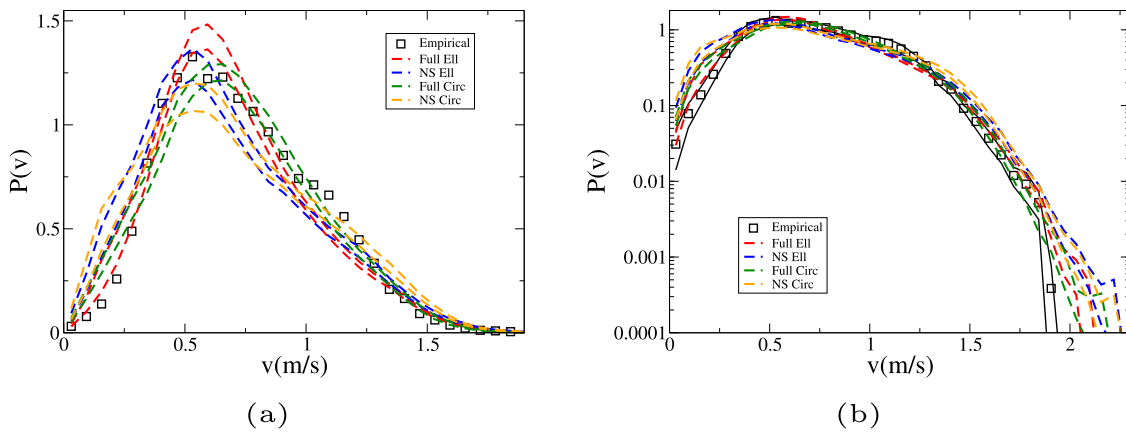 1.5
1
0.5
0
P(v)
0
0.5
1
1.5
v(m/s)
Empirical
Full Ell
NS Ell
Full Circ
NS Circ
(a)
1
0.1
0.01
0.001
0.0001
P(v)
0
0.5
1
1.5
2
v(m/s)
Empirical
Full Ell
NS Ell
Full Circ
NS Circ
(b)